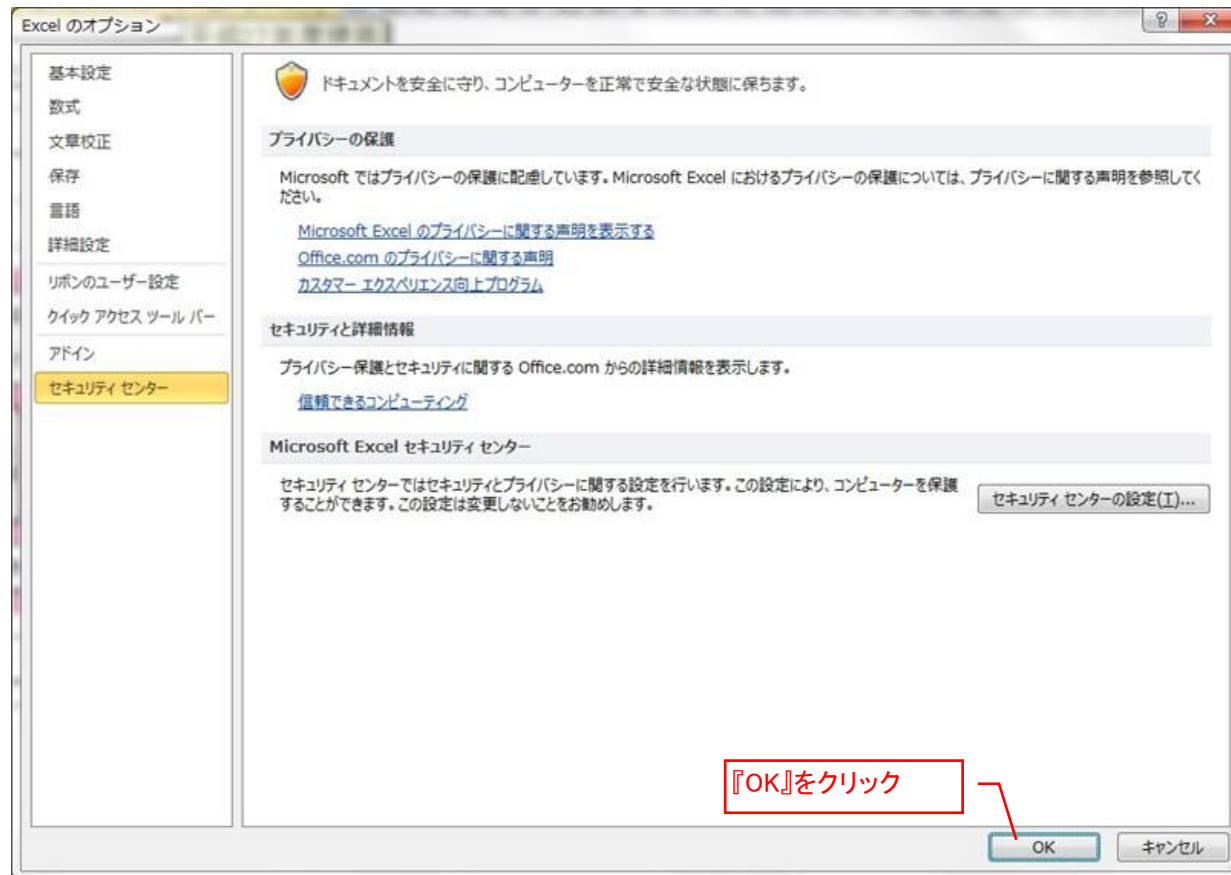 Excel のオプション
基本設定
数式
文章校正
保存
言語
詳細設定
リボンのユーザー設定
クイック アクセス ツール バー
アドイン
セキュリティ センター
ドキュメントを安全に守り、コンピューターを正常で安全な状態に保ちます。
プライバシーの保護
Microsoft ではプライバシーの保護に配慮しています。Microsoft Excel におけるプライバシーの保護については、プライバシーに関する声明を参照してく
ださい。
Microsoft Excel のプライバシーに関する声明を表示する
Office.com のプライバシーに関する声明
カスタマー エクスペリエンス向上プログラム
セキュリティと詳細情報
プライバシー保護とセキュリティに関する Office.com からの詳細情報を表示します。
信頼できるコンピューティング
Microsoft Excel セキュリティ センター
セキュリティ センターではセキュリティとプライバシーに関する設定を行います。この設定により、コンピューターを保護
することができます。この設定は変更しないことをお勧めします。
セキュリティ センターの設定(T)...
『OK』をクリック
OK
キャンセル